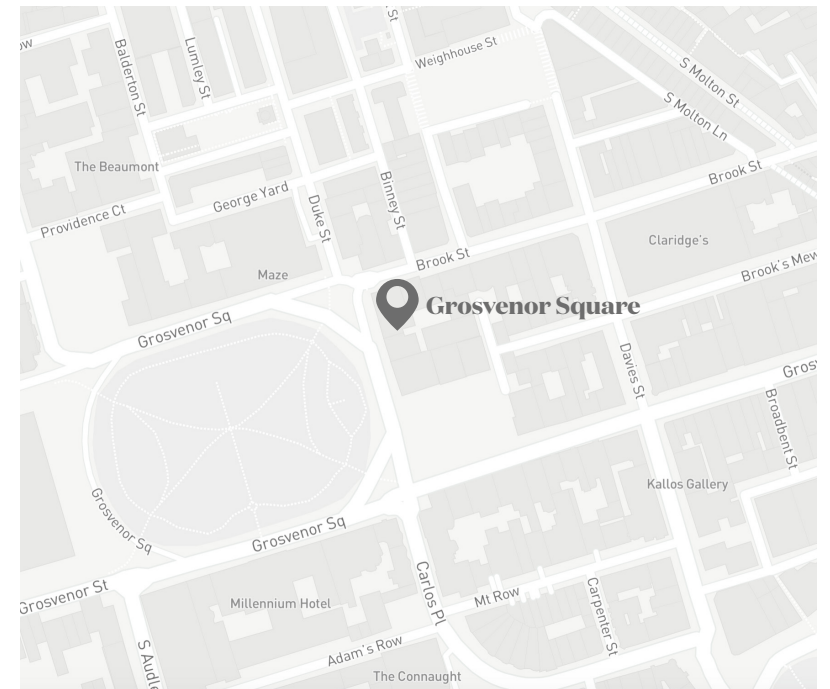 St
ow
Balderton St
Lumley St
Weighhouse St
S Molton St
S Molton Ln
The Beaumont
Brook St
Binney St
George Yard
Duke St
Providence Ct
Claridge's
Brook St
Maze
Brook's Mew
Grosvenor Square
Grosvenor Sq
Davies St
Gros
Broadbent St
Kallos Gallery
Grosvenor Sq
Grosvenor Sq
Grosvenor St
Carlos Pl
Mt Row
Carpenter St
Millennium Hotel
Adam's Row
S Audle
The Connaught